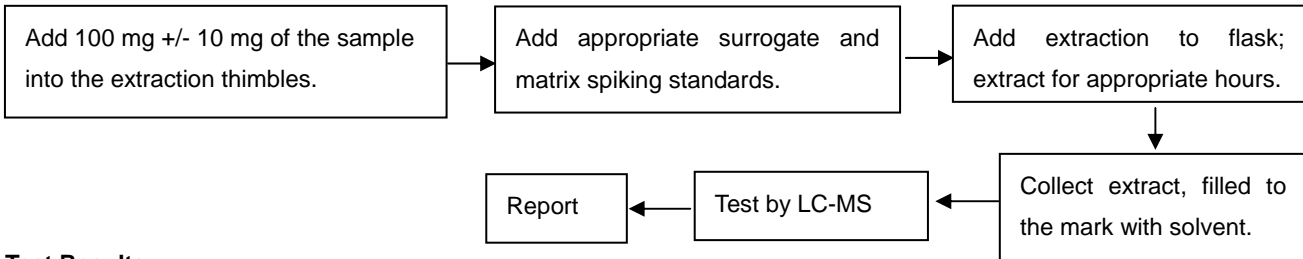 Add 100 mg +/- 10 mg of the sample
into the extraction thimbles.
Add appropriate surrogate and
matrix spiking standards.
Add extraction to flask;
extract for appropriate hours.
Collect extract, filled to
the mark with solvent.
Test by LC-MS
Report